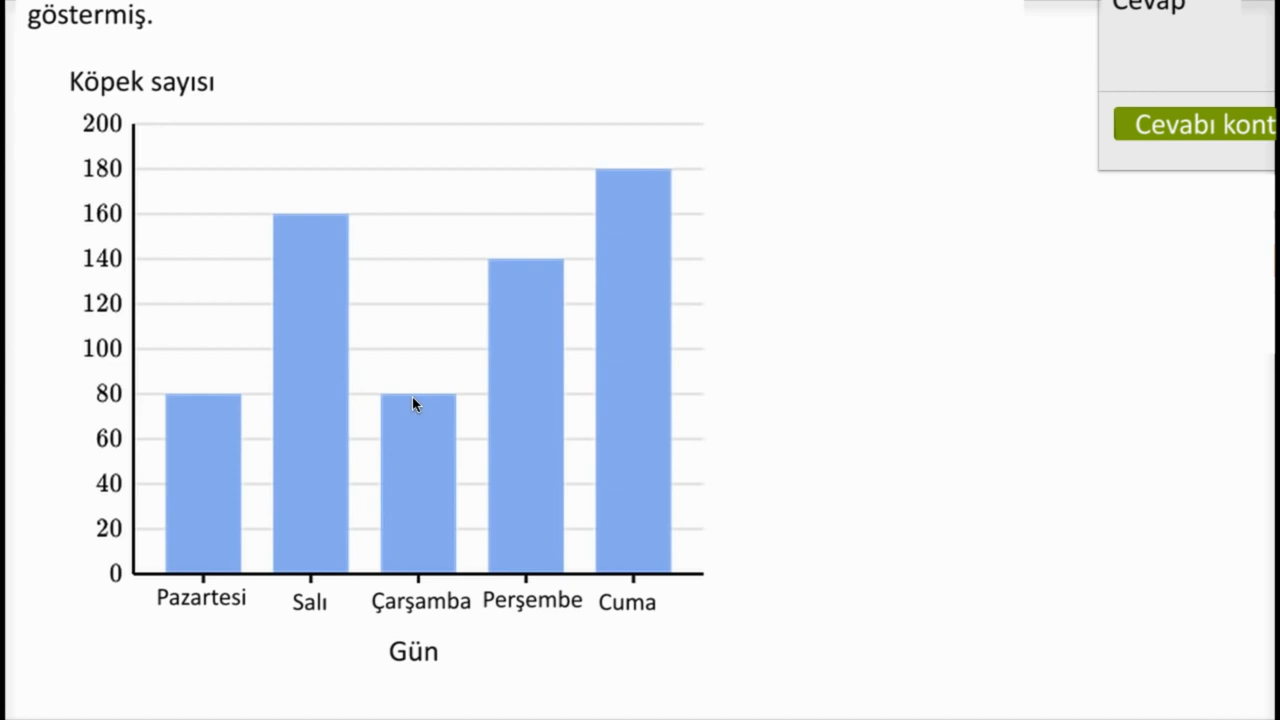 göstermiş.
Cevap
Cevabı kont
Köpek sayısı
200
180
160
140
120
100
80
60
40
20
0
Pazartesi Salı Çarşamba Perşembe Cuma
Gün